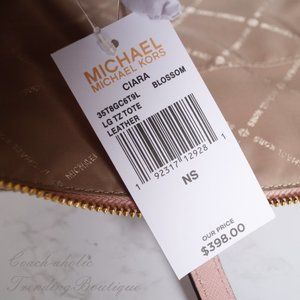 MICHAEL
MICHAEL KORS
CIARA
35T8GC6T9L BLOSSOM
LG TZ TOTE
LEATHER
1 92317 12928 1
NS
OUR PRICE
$398.00
Coach-aholic
Trending Boutique